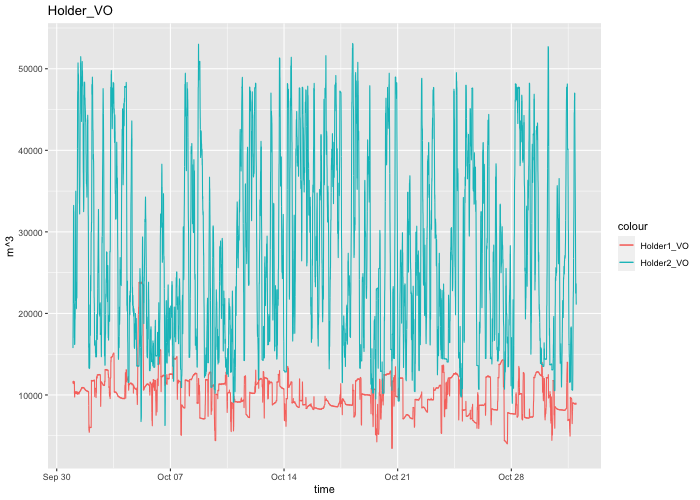 Holder_VO
50000
40000
30000
20000
10000
m^3
Sep 30
Oct 07
Oct 14
Oct 21
Oct 28
time
colour
Holder1_VO
Holder2_VO